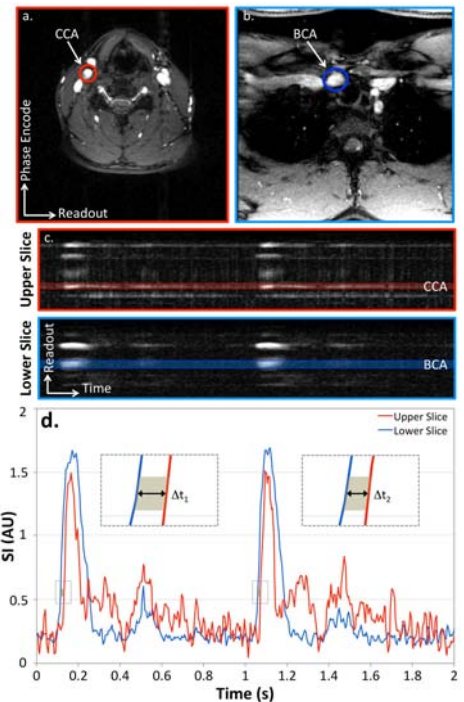 a.
CCA
Phase Encode
Readout
b.
BCA
Upper Slice
c.
CCA
Lower Slice
Readout
Time
BCA
d.
Upper Slice
Lower Slice
Δt1
Δt2
SI (AU)
2
1.5
1
0.5
0
0 0.2 0.4 0.6 0.8 1 1.2 1.4 1.6 1.8 2
Time (s)